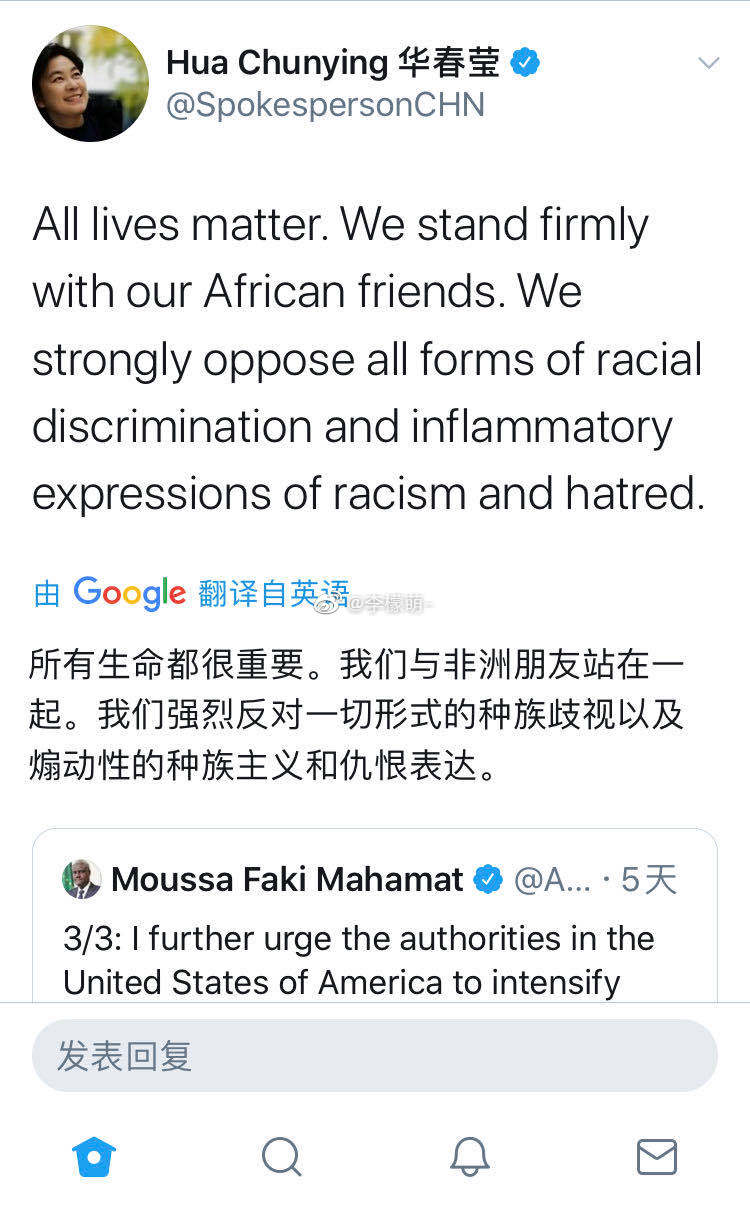 Hua Chunying 华春莹
@SpokespersonCHN
All lives matter. We stand firmly
with our African friends. We
strongly oppose all forms of racial
discrimination and inflammatory
expressions of racism and hatred.
由 Google 翻译自英语
@李檬萌-
所有生命都很重要。我们与非洲朋友站在一
起。我们强烈反对一切形式的种族歧视以及
煽动性的种族主义和仇恨表达。
Moussa Faki Mahamat @A... · 5天
3/3: I further urge the authorities in the
United States of America to intensify
发表回复